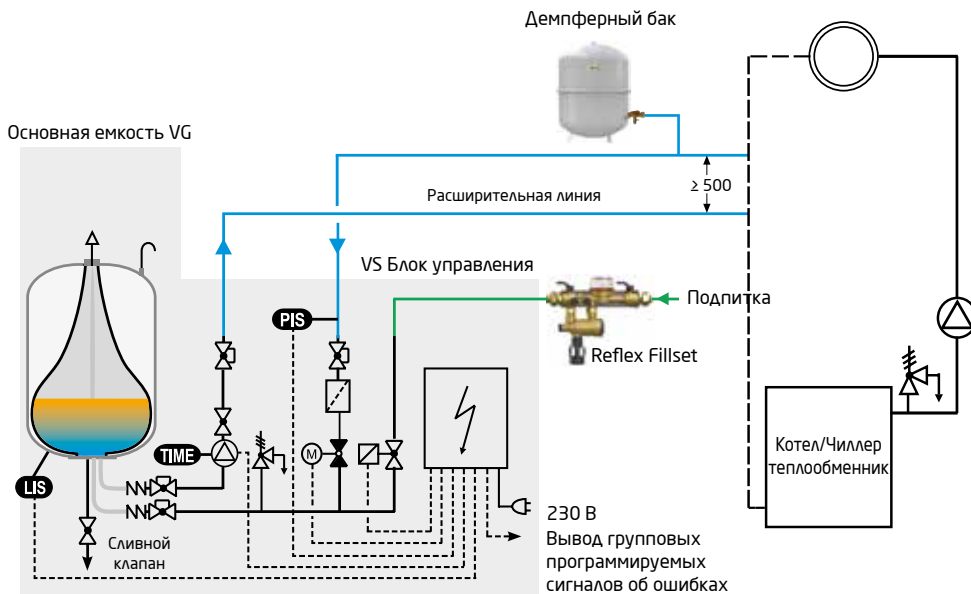 Демпферный бак
Основная емкость VG
≥ 500
Расширительная линия
VS Блок управления
PIS
Подпитка
Reflex Fillset
TIME
M
LIS
Котел/Чиллер
теплообменник
Сливной
клапан
230 В
Вывод групповых
программируемых
сигналов об ошибках